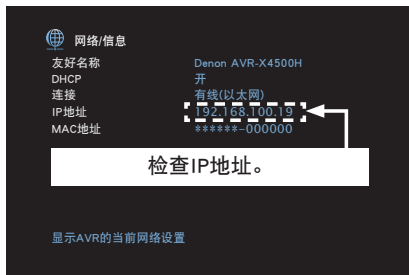 网络/信息
友好名称 Denon AVR-X4500H
DHCP 开
连接 有线(以太网)
IP地址 192.168.100.19
MAC地址 ******-000000
检查IP地址。
显示AVR的当前网络设置